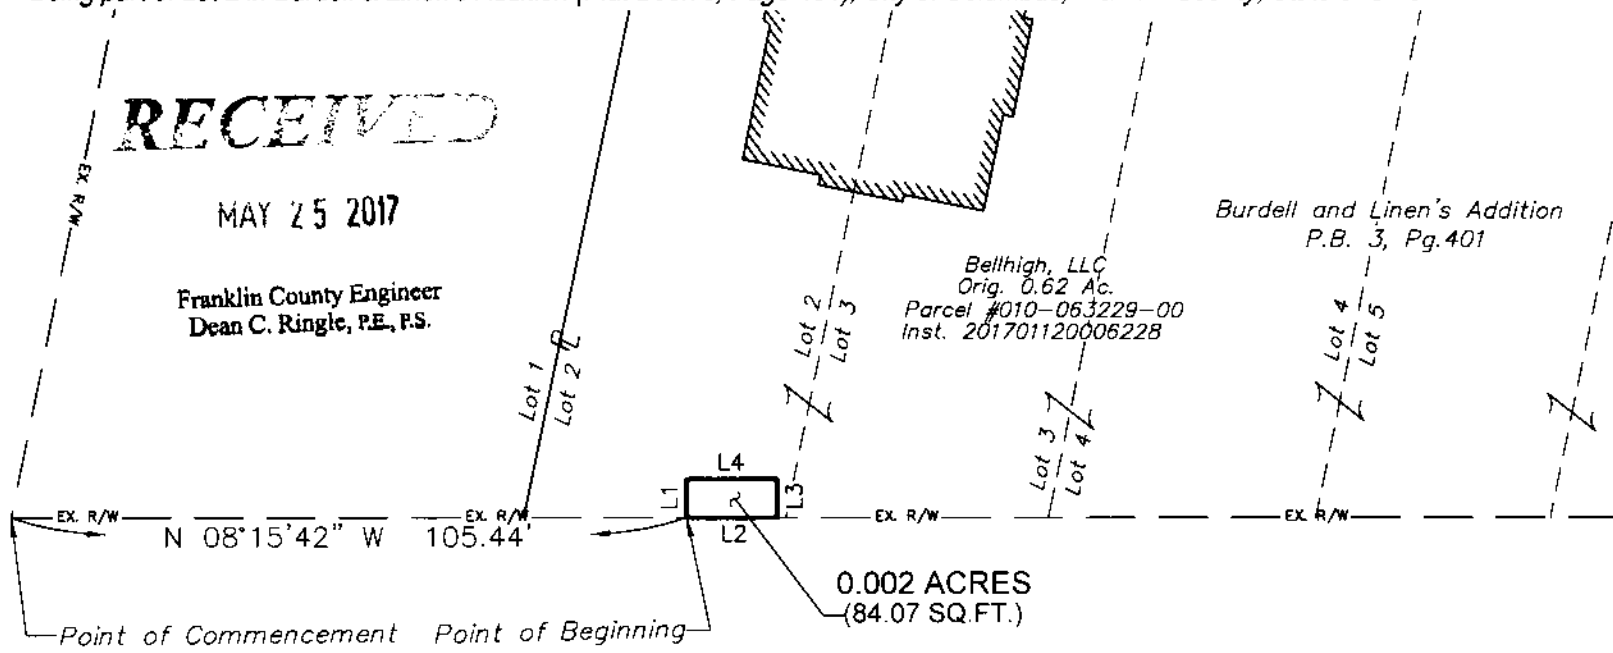 EX. R/W
RECEIVED
MAY 25 2017
Franklin County Engineer
Dean C. Ringle, P.E., P.S.
Burdell and Linen's Addition
P.B. 3, Pg.401
Bellhigh, LLC
Orig. 0.62 Ac.
Parcel #010-063229-00
Inst. 201701120006228
Lot 1
Lot 2
Lot 2
Lot 3
Lot 3
Lot 4
Lot 4
Lot 5
L4
L1
L3
L2
EX. R/W
EX. R/W
EX. R/W
EX. R/W
N 08°15'42" W 105.44'
0.002 ACRES
(84.07 SQ.FT.)
Point of Commencement
Point of Beginning